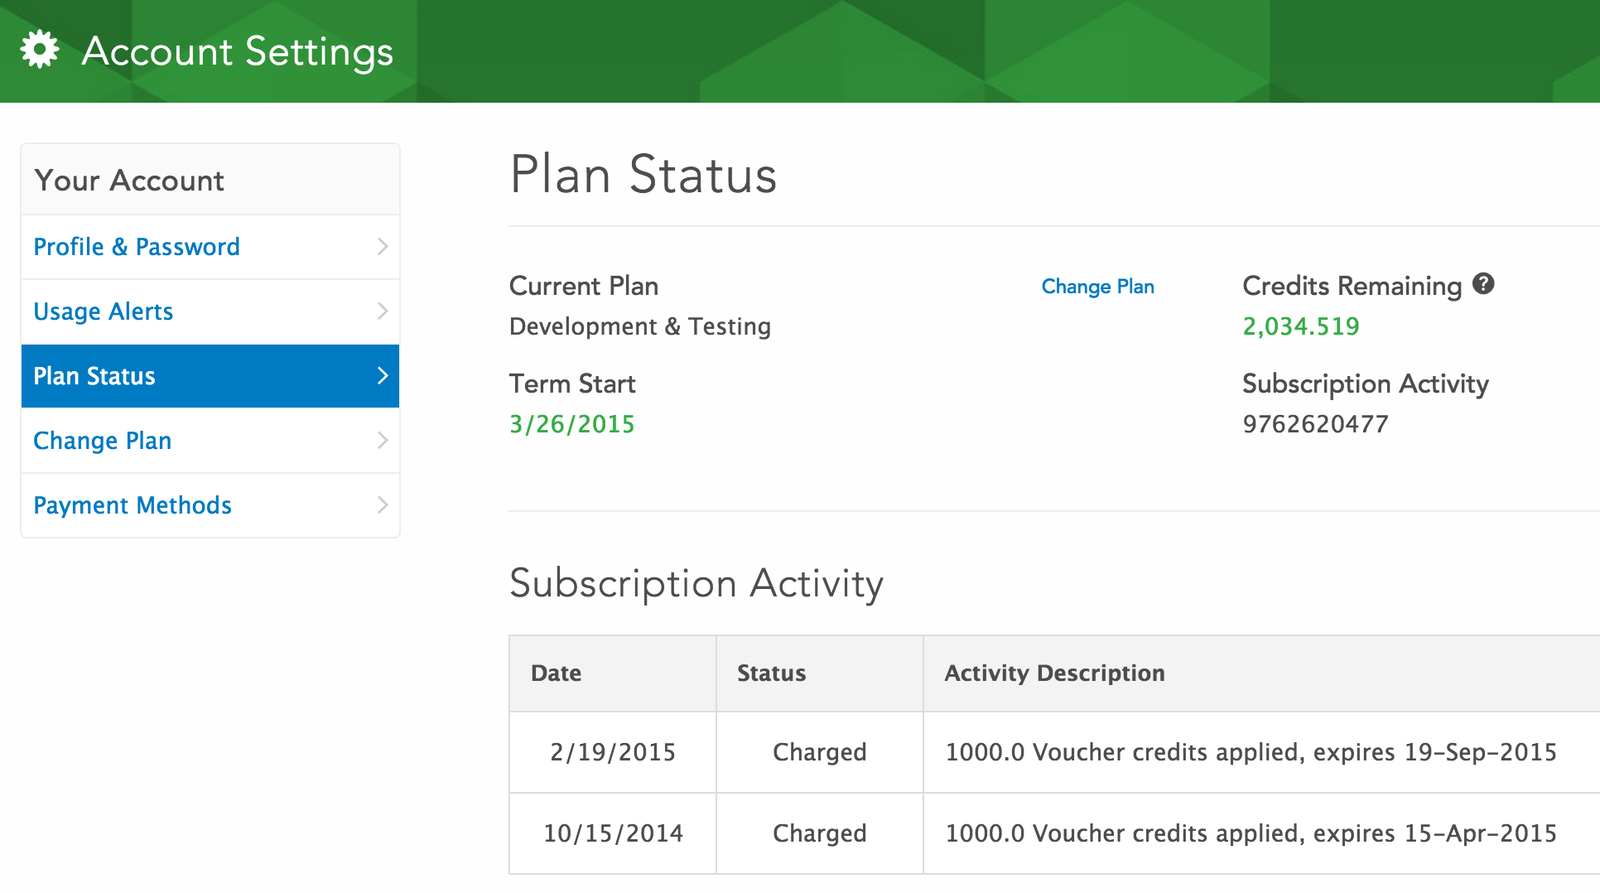 Account Settings
Your Account
Profile & Password
Usage Alerts
Plan Status
Change Plan
Payment Methods
Plan Status
Current Plan
Change Plan
Development & Testing
Term Start
3/26/2015
Credits Remaining ?
2,034.519
Subscription Activity
9762620477
Subscription Activity
Date Status Activity Description
2/19/2015 Charged 1000.0 Voucher credits applied, expires 19-Sep-2015
10/15/2014 Charged 1000.0 Voucher credits applied, expires 15-Apr-2015